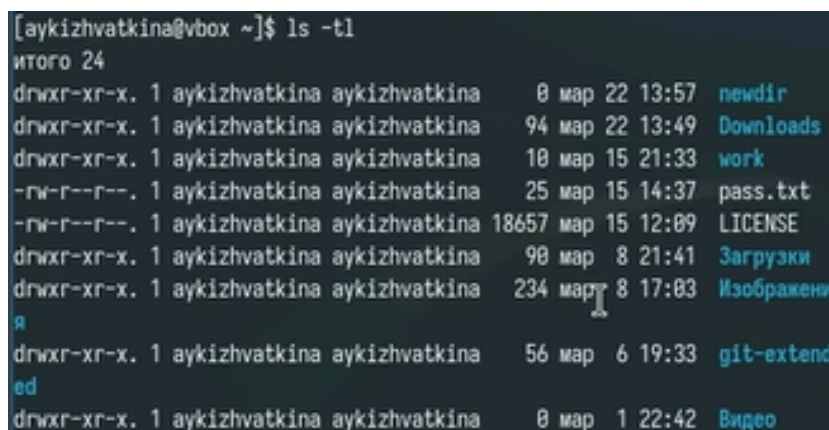 [aykizhvatkina@vbox ~]$ ls -tl
итого 24
drwxr-xr-x. 1 aykizhvatkina aykizhvatkina 0 мар 22 13:57 newdir
drwxr-xr-x. 1 aykizhvatkina aykizhvatkina 94 мар 22 13:49 Downloads
drwxr-xr-x. 1 aykizhvatkina aykizhvatkina 10 мар 15 21:33 work
-rw-r--r--. 1 aykizhvatkina aykizhvatkina 25 мар 15 14:37 pass.txt
-rw-r--r--. 1 aykizhvatkina aykizhvatkina 18657 мар 15 12:09 LICENSE
drwxr-xr-x. 1 aykizhvatkina aykizhvatkina 90 мар 8 21:41 Загрузки
drwxr-xr-x. 1 aykizhvatkina aykizhvatkina 234 мар 8 17:03 Изображени
я
drwxr-xr-x. 1 aykizhvatkina aykizhvatkina 56 мар 6 19:33 git-extend
ed
drwxr-xr-x. 1 aykizhvatkina aykizhvatkina 0 мар 1 22:42 Видео